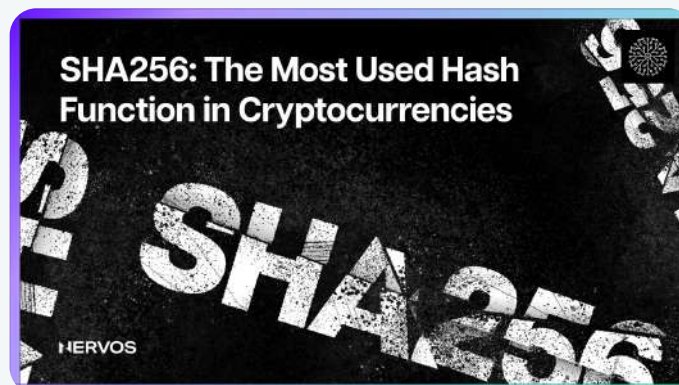 SHA256: The Most Used Hash
Function in Cryptocurrencies
SHA256
NERVOS